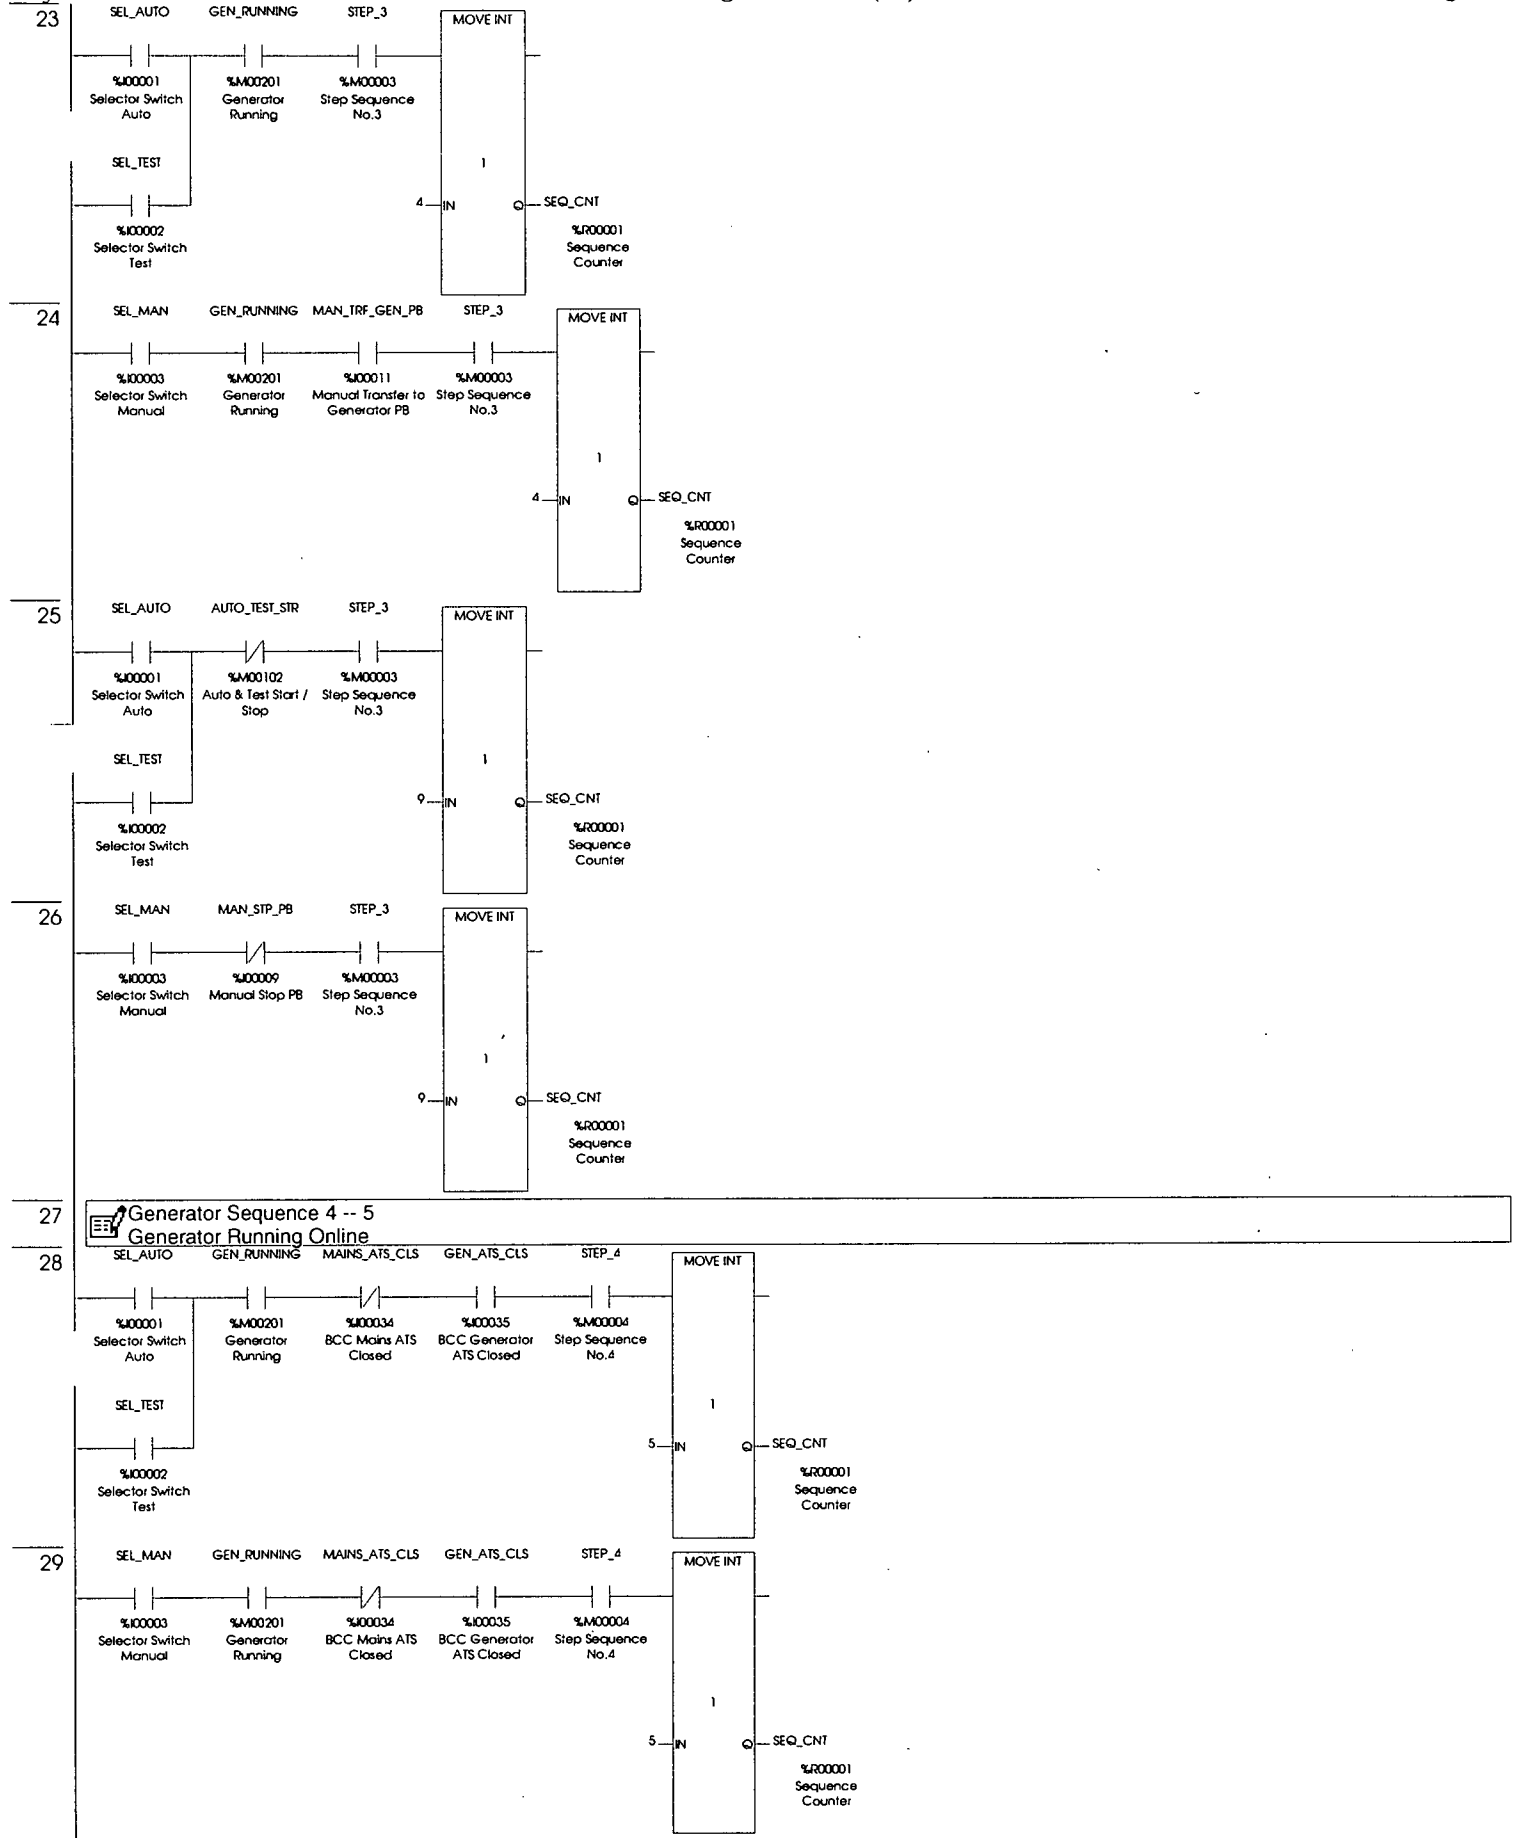 23
SEL_AUTO GEN_RUNNING STEP_3 MOVE INT
%I00001 %M00201 %M00003
Selector Switch Generator Step Sequence
Auto Running No.3
SEL_TEST 1
4 IN Q SEQ_CNT
%I00002 %R00001
Selector Switch Sequence
Test Counter
24
SEL_MAN GEN_RUNNING MAN_TRF_GEN_PB STEP_3 MOVE INT
%I00003 %M00201 %I00011 %M00003
Selector Switch Generator Manual Transfer to Step Sequence
Manual Running Generator PB No.3
1
4 IN Q SEQ_CNT
%R00001
Sequence
Counter
25
SEL_AUTO AUTO_TEST_STR STEP_3 MOVE INT
%I00001 %M00102 %M00003
Selector Switch Auto & Test Start / Step Sequence
Auto Stop No.3
SEL_TEST 1
9 IN Q SEQ_CNT
%I00002 %R00001
Selector Switch Sequence
Test Counter
26
SEL_MAN MAN_STP_PB STEP_3 MOVE INT
%I00003 %I00009 %M00003
Selector Switch Manual Stop PB Step Sequence
Manual No.3
1
9 IN Q SEQ_CNT
%R00001
Sequence
Counter
27 Generator Sequence 4 -- 5
Generator Running Online
28
SEL_AUTO GEN_RUNNING MAINS_ATS_CLS GEN_ATS_CLS STEP_4 MOVE INT
%I00001 %M00201 %I00034 %I00035 %M00004
Selector Switch Generator BCC Mains ATS BCC Generator Step Sequence
Auto Running Closed ATS Closed No.4
SEL_TEST 1
5 IN Q SEQ_CNT
%I00002 %R00001
Selector Switch Sequence
Test Counter
29
SEL_MAN GEN_RUNNING MAINS_ATS_CLS GEN_ATS_CLS STEP_4 MOVE INT
%I00003 %M00201 %I00034 %I00035 %M00004
Selector Switch Generator BCC Mains ATS BCC Generator Step Sequence
Manual Running Closed ATS Closed No.4
1
5 IN Q SEQ_CNT
%R00001
Sequence
Counter